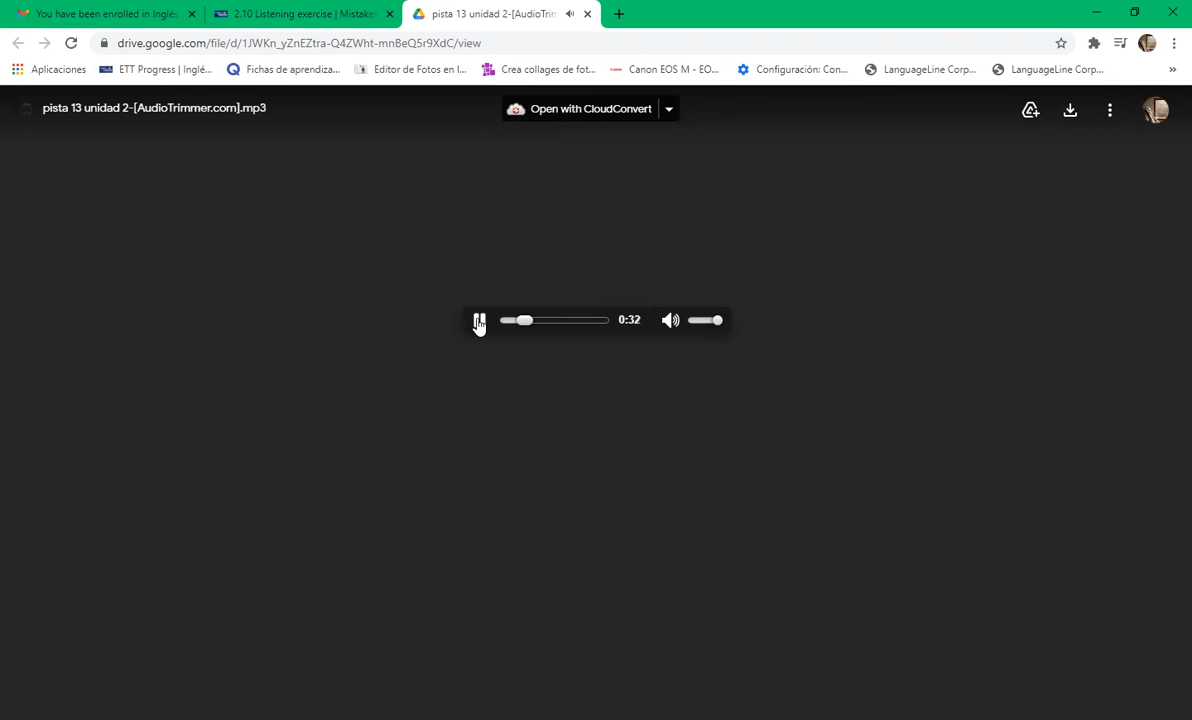 You have been enrolled in Inglés
2.10 Listening exercise | Mistakes
pista 13 unidad 2-[AudioTrim
drive.google.com/file/d/1JWKn_yZnEZtra-Q4ZWht-mnBeQ5r9XdC/view
Aplicaciones
ETT Progress | Inglé...
Fichas de aprendiza...
Editor de Fotos en l...
Crea collages de fot...
Canon EOS M - EO...
Configuración: Con...
LanguageLine Corp...
LanguageLine Corp...
pista 13 unidad 2-[AudioTrimmer.com].mp3
Open with CloudConvert
0:32